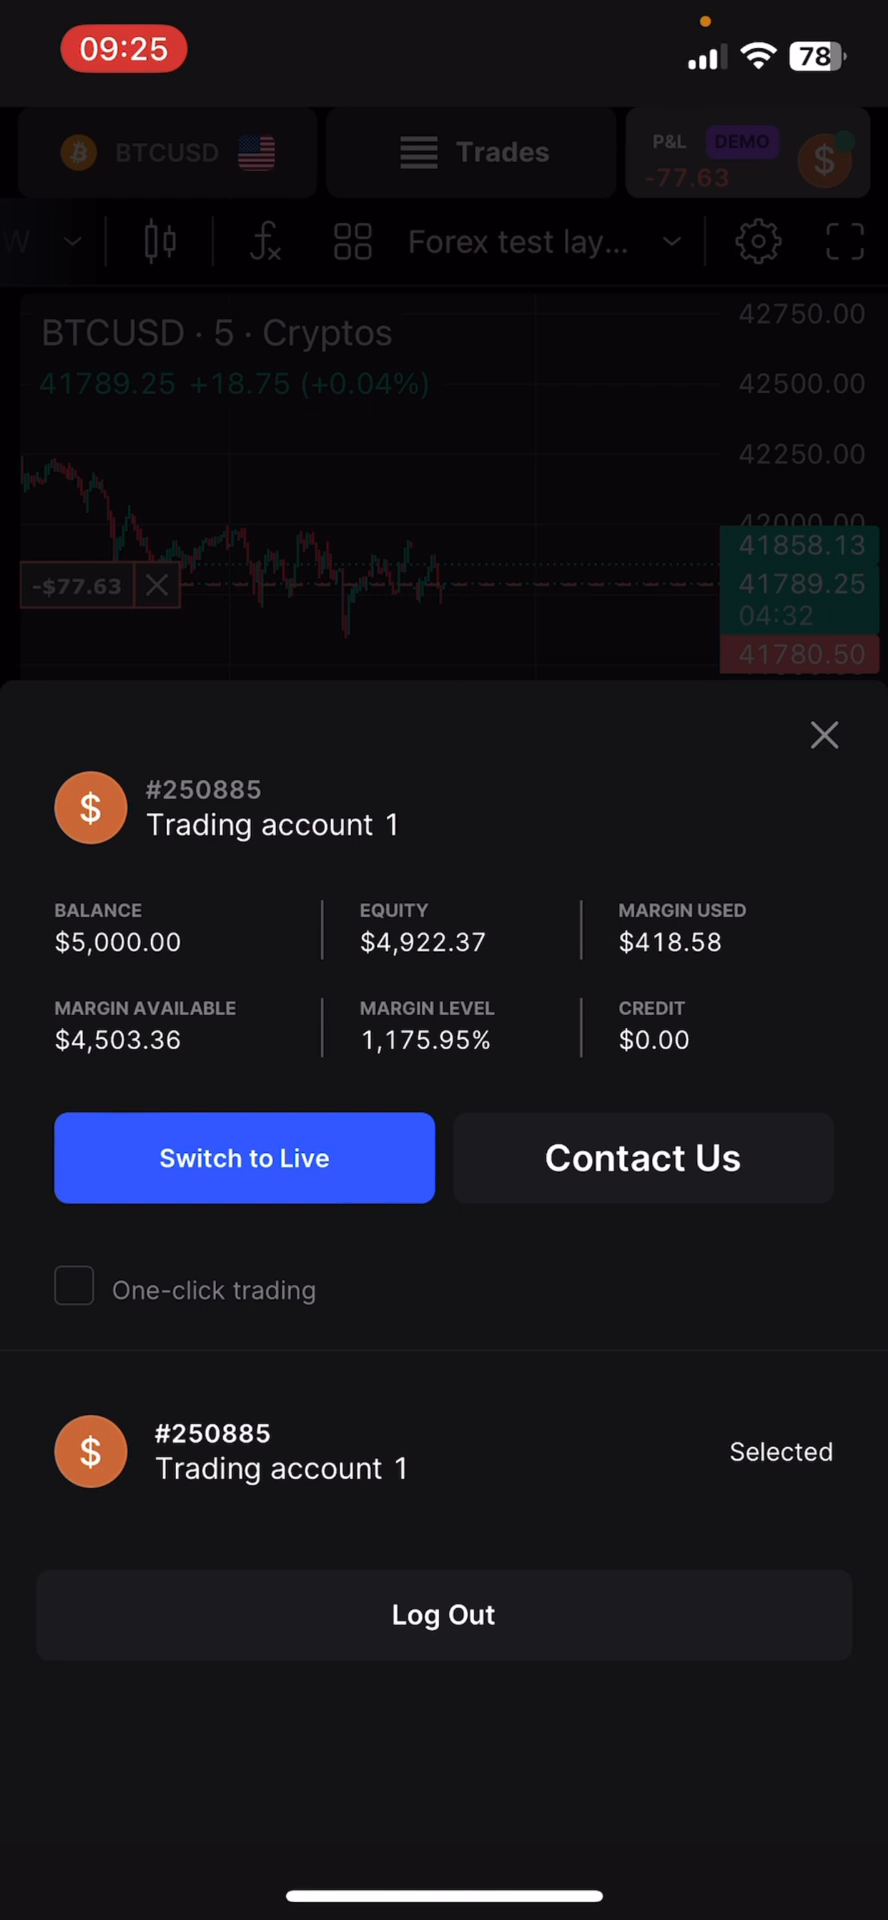 09:25
78
BTCUSD
Trades
P&L DEMO
-77.63
W
Forex test lay...
BTCUSD · 5 · Cryptos
41789.25 +18.75 (+0.04%)
42750.00
42500.00
42250.00
42000.00
41858.13
41789.25
04:32
41780.50
-$77.63
#250885
Trading account 1
BALANCE
$5,000.00
EQUITY
$4,922.37
MARGIN USED
$418.58
MARGIN AVAILABLE
$4,503.36
MARGIN LEVEL
1,175.95%
CREDIT
$0.00
Switch to Live
Contact Us
One-click trading
#250885
Trading account 1
Selected
Log Out